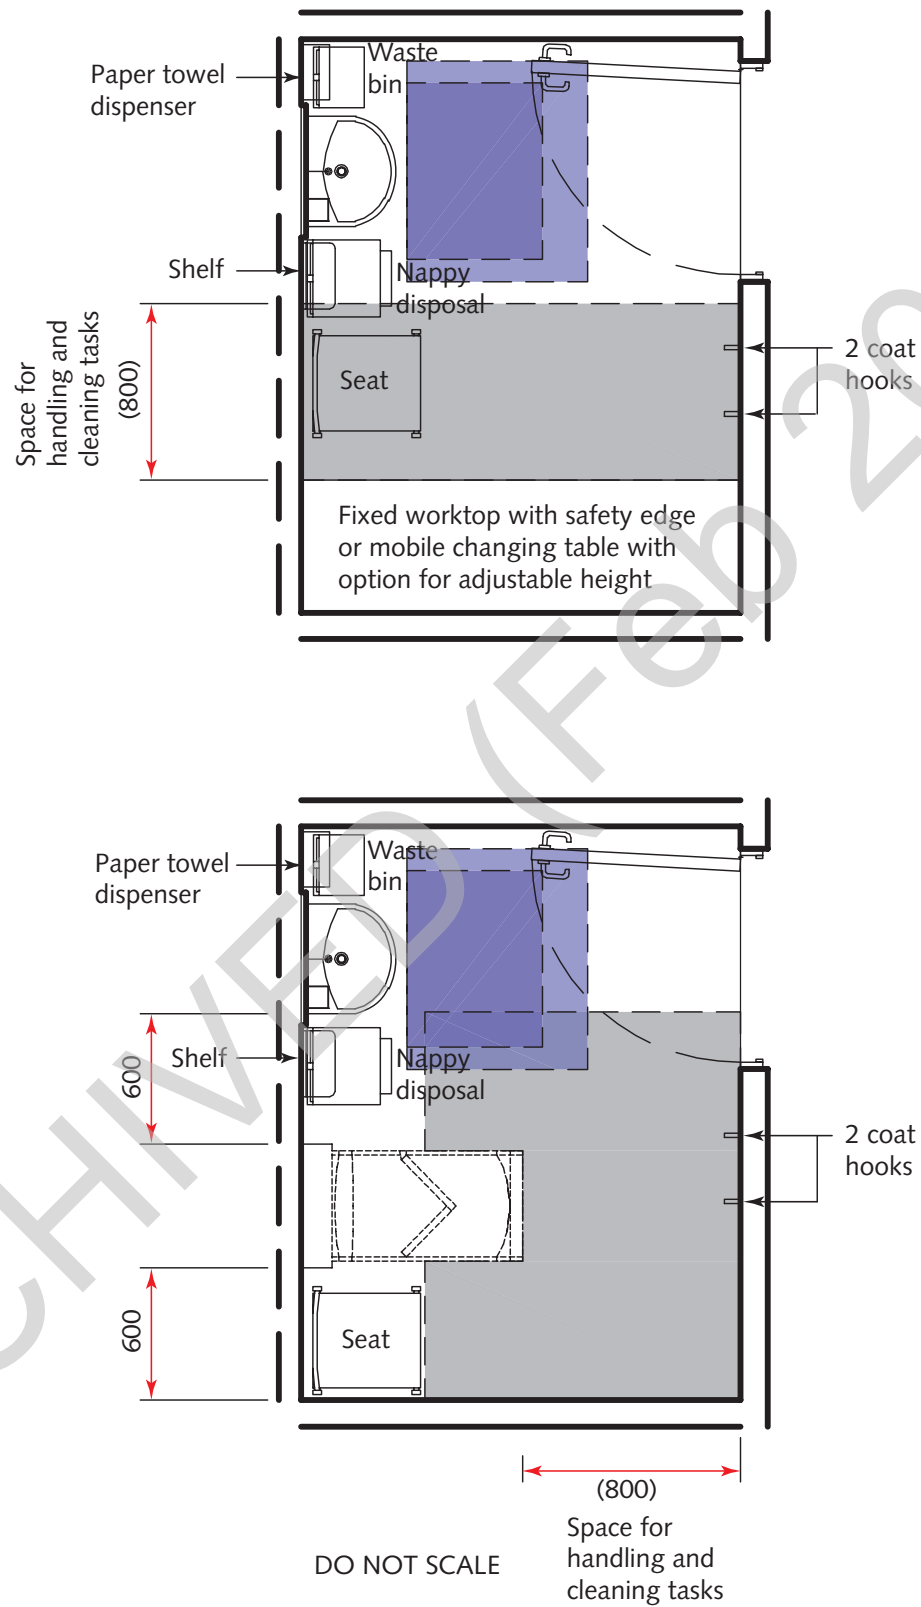 Waste
bin
Paper towel
dispenser
Shelf
Nappy
disposal
Space for
handling and
cleaning tasks
(800)
Seat
2 coat
hooks
Fixed worktop with safety edge
or mobile changing table with
option for adjustable height
Waste
bin
Paper towel
dispenser
600
Shelf
Nappy
disposal
2 coat
hooks
600
Seat
(800)
Space for
handling and
cleaning tasks
DO NOT SCALE
CHIVED (Feb 20